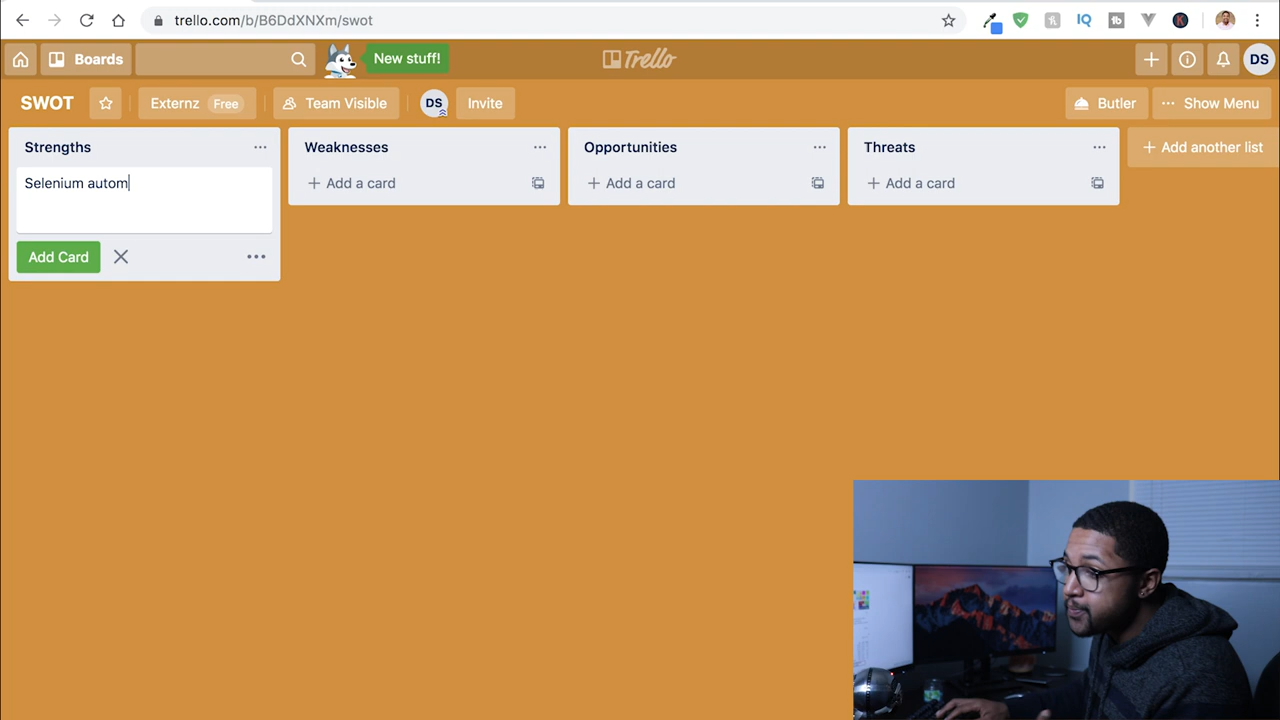 trello.com/b/B6DdXNXm/swot
IQ
K
Boards
New stuff!
Trello
DS
SWOT
Externz Free
Team Visible
DS
Invite
Butler
Show Menu
Strengths
Weaknesses
Opportunities
Threats
Add another list
Selenium autom
Add a card
Add a card
Add a card
Add Card